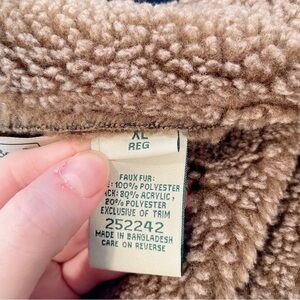 XL
REG
FAUX FUR:
: 100% POLYESTER
CK: 80% ACRYLIC,
20% POLYESTER
EXCLUSIVE OF TRIM
252242
MADE IN BANGLADESH
CARE ON REVERSE